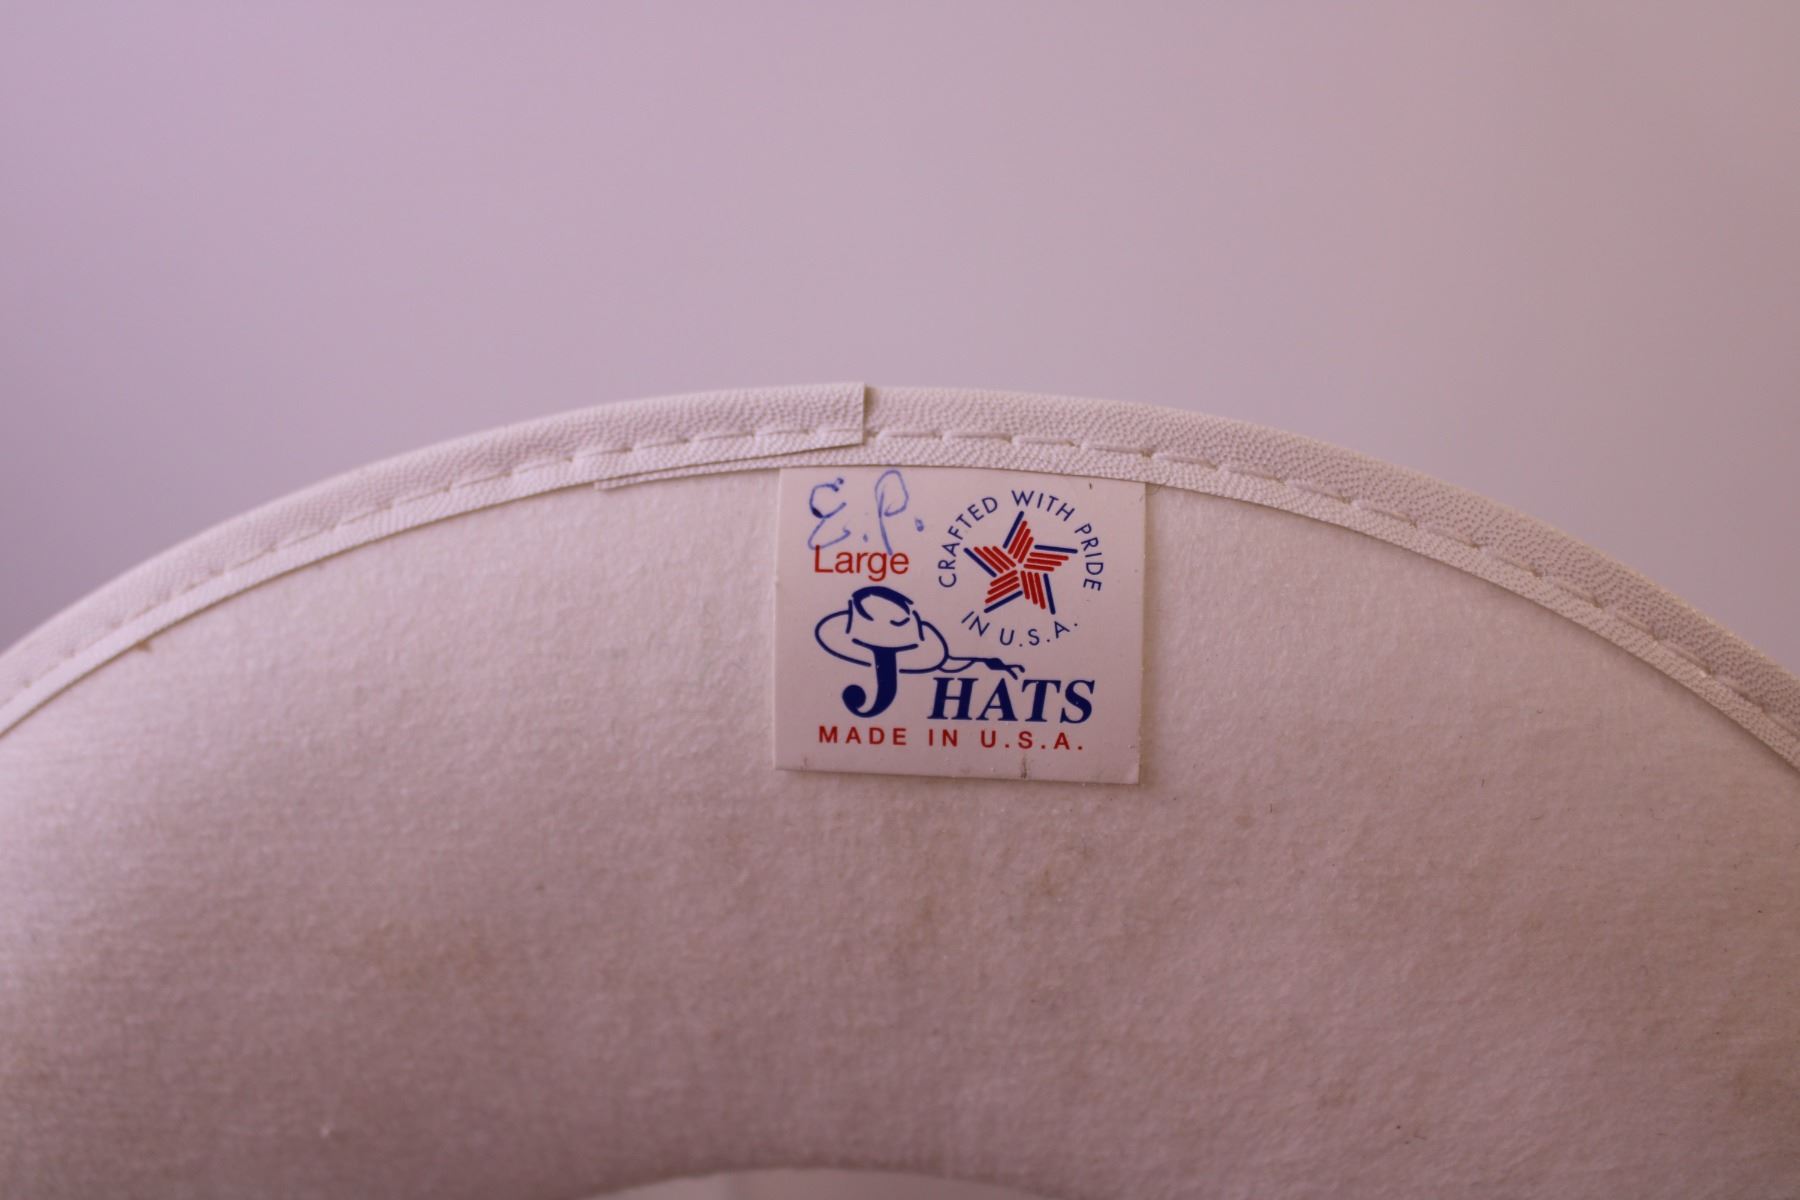 E.P.
Large
CRAFTED WITH PRIDE
IN U.S.A.
J HATS
MADE IN U.S.A.